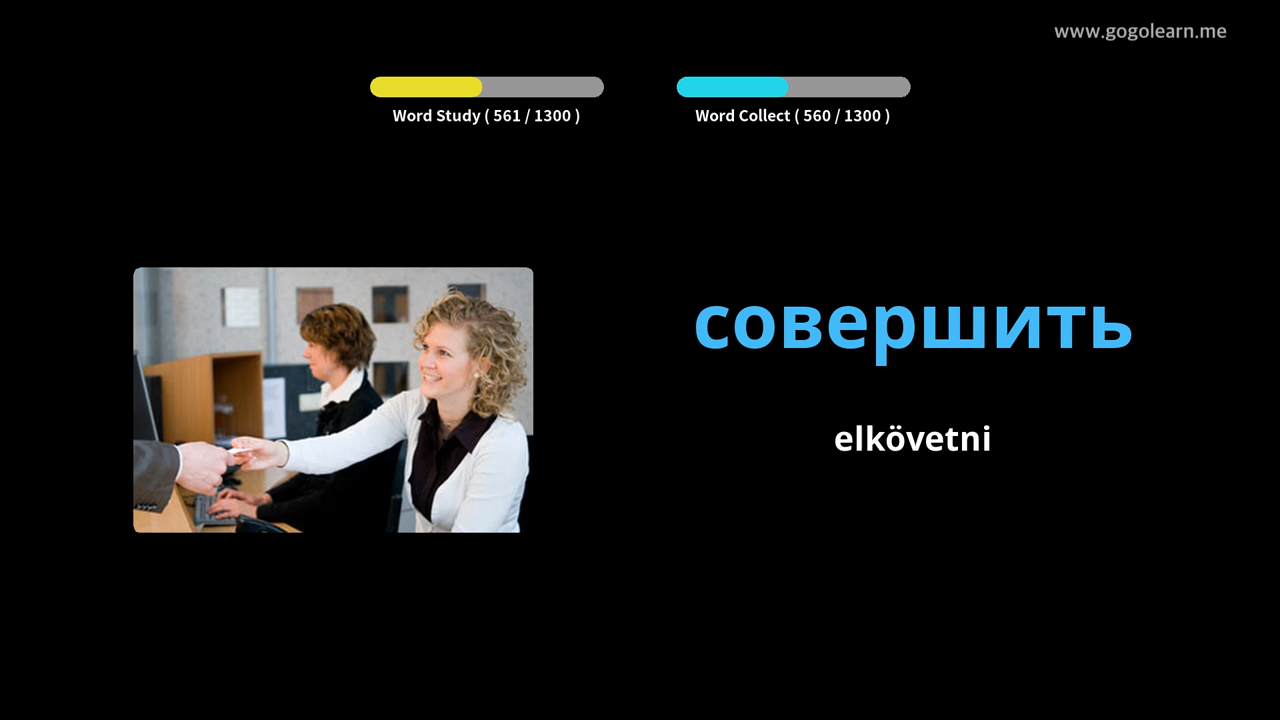 www.gogolearn.me
Word Study ( 561 / 1300 )
Word Collect ( 560 / 1300 )
совершить
elkövetni